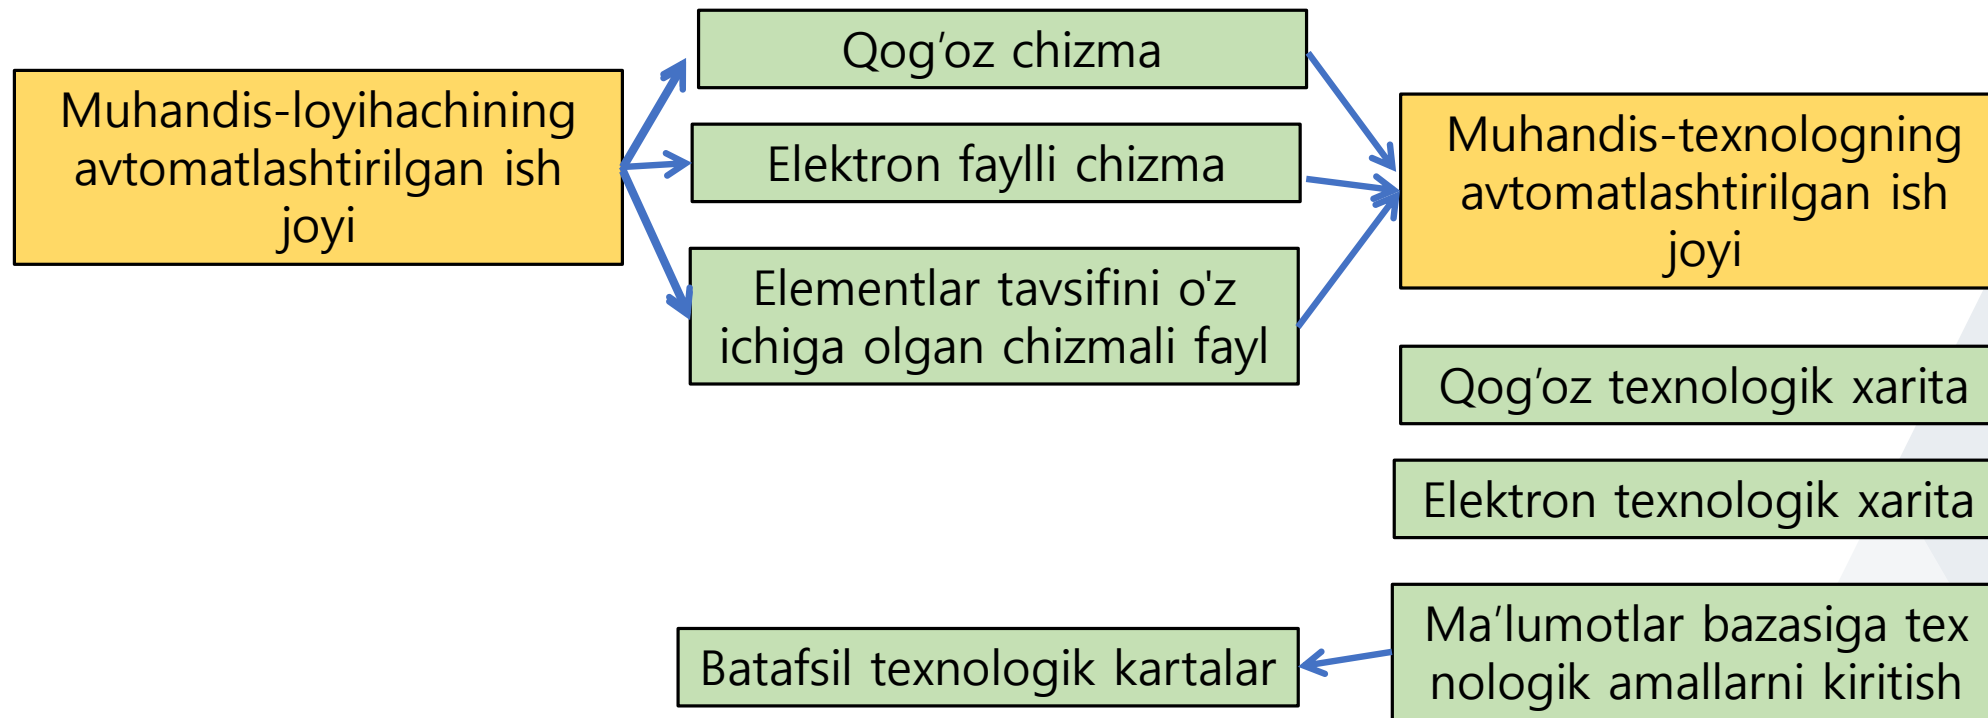 Muhandis-loyihachining
avtomatlashtirilgan ish
joyi
Qog’oz chizma
Elektron faylli chizma
Elementlar tavsifini o'z
ichiga olgan chizmali fayl
Muhandis-texnologning
avtomatlashtirilgan ish
joyi
Qog’oz texnologik xarita
Elektron texnologik xarita
Ma’lumotlar bazasiga tex
nologik amallarni kiritish
Batafsil texnologik kartalar